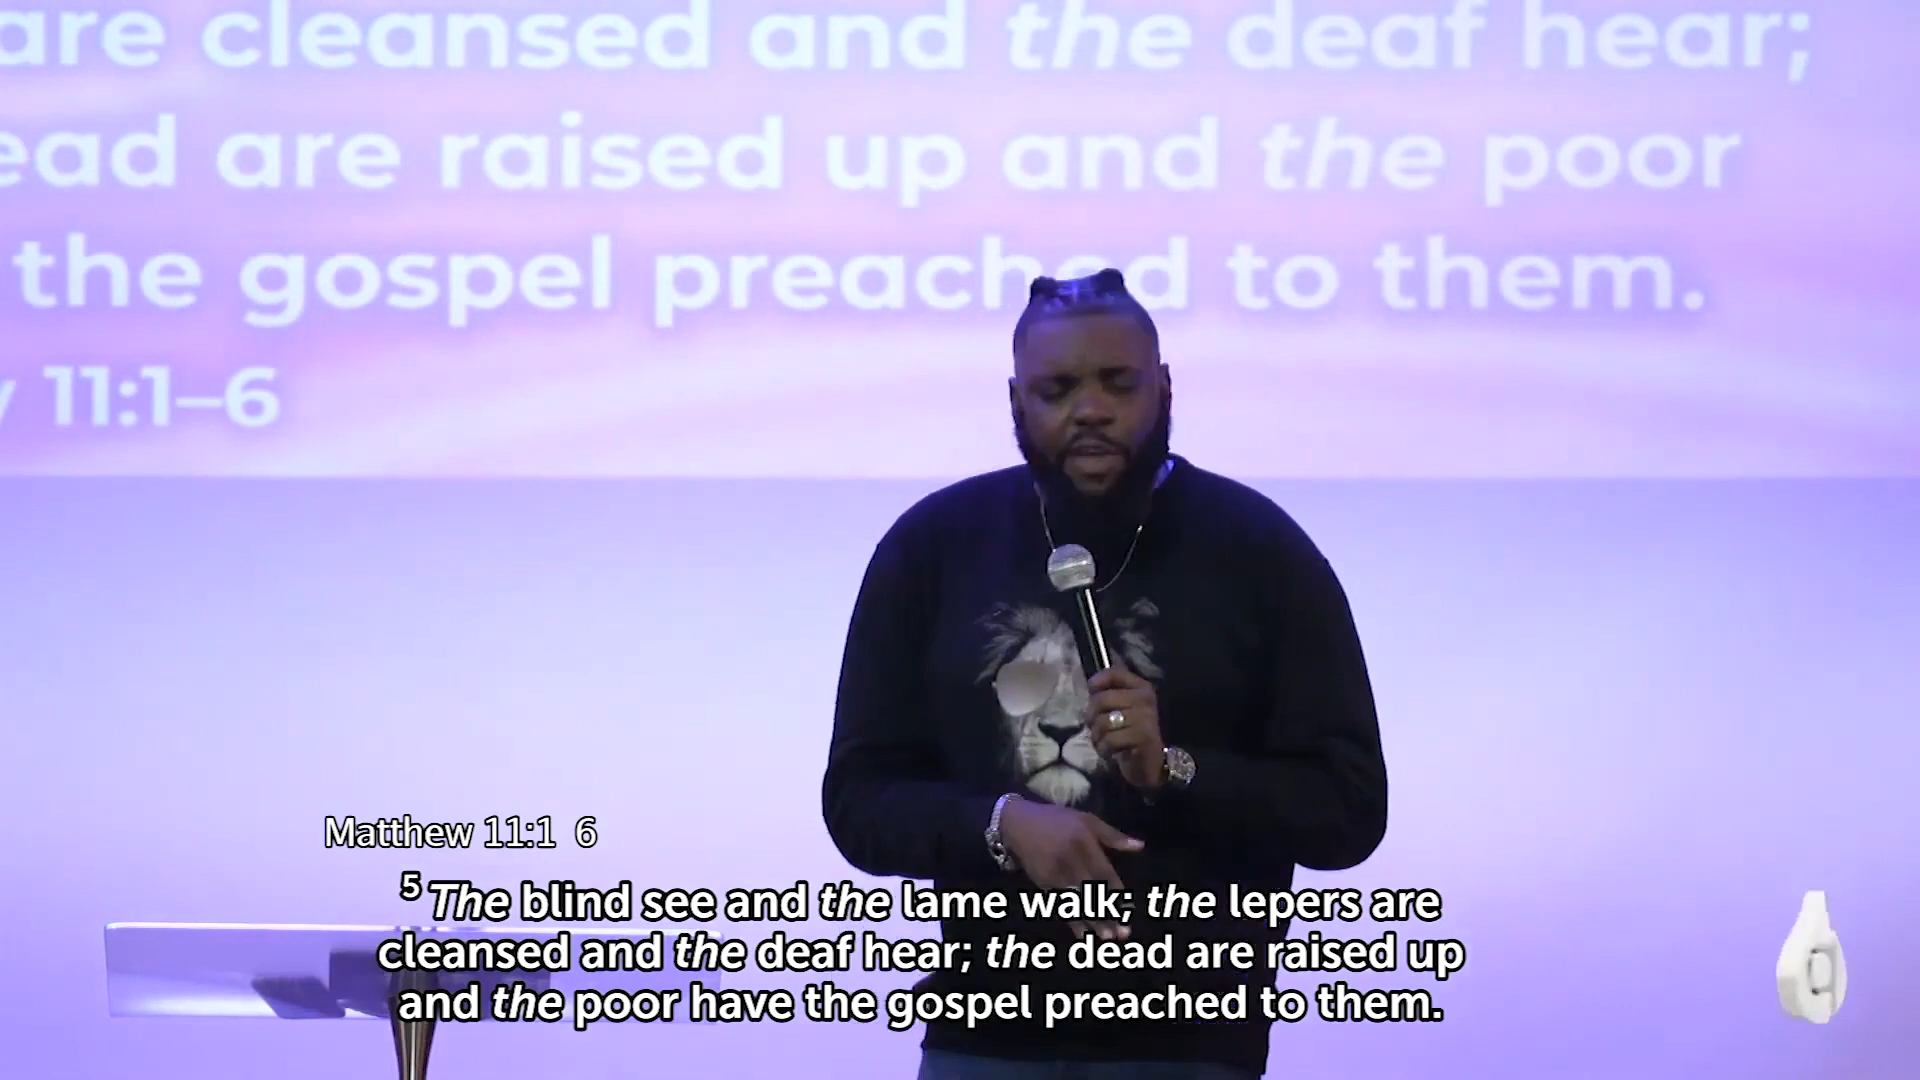 are cleansed and the deaf hear;
ead are raised up and the poor
the gospel preached to them.
11:1–6
Matthew 11:1 6
5 The blind see and the lame walk; the lepers are
cleansed and the deaf hear; the dead are raised up
and the poor have the gospel preached to them.